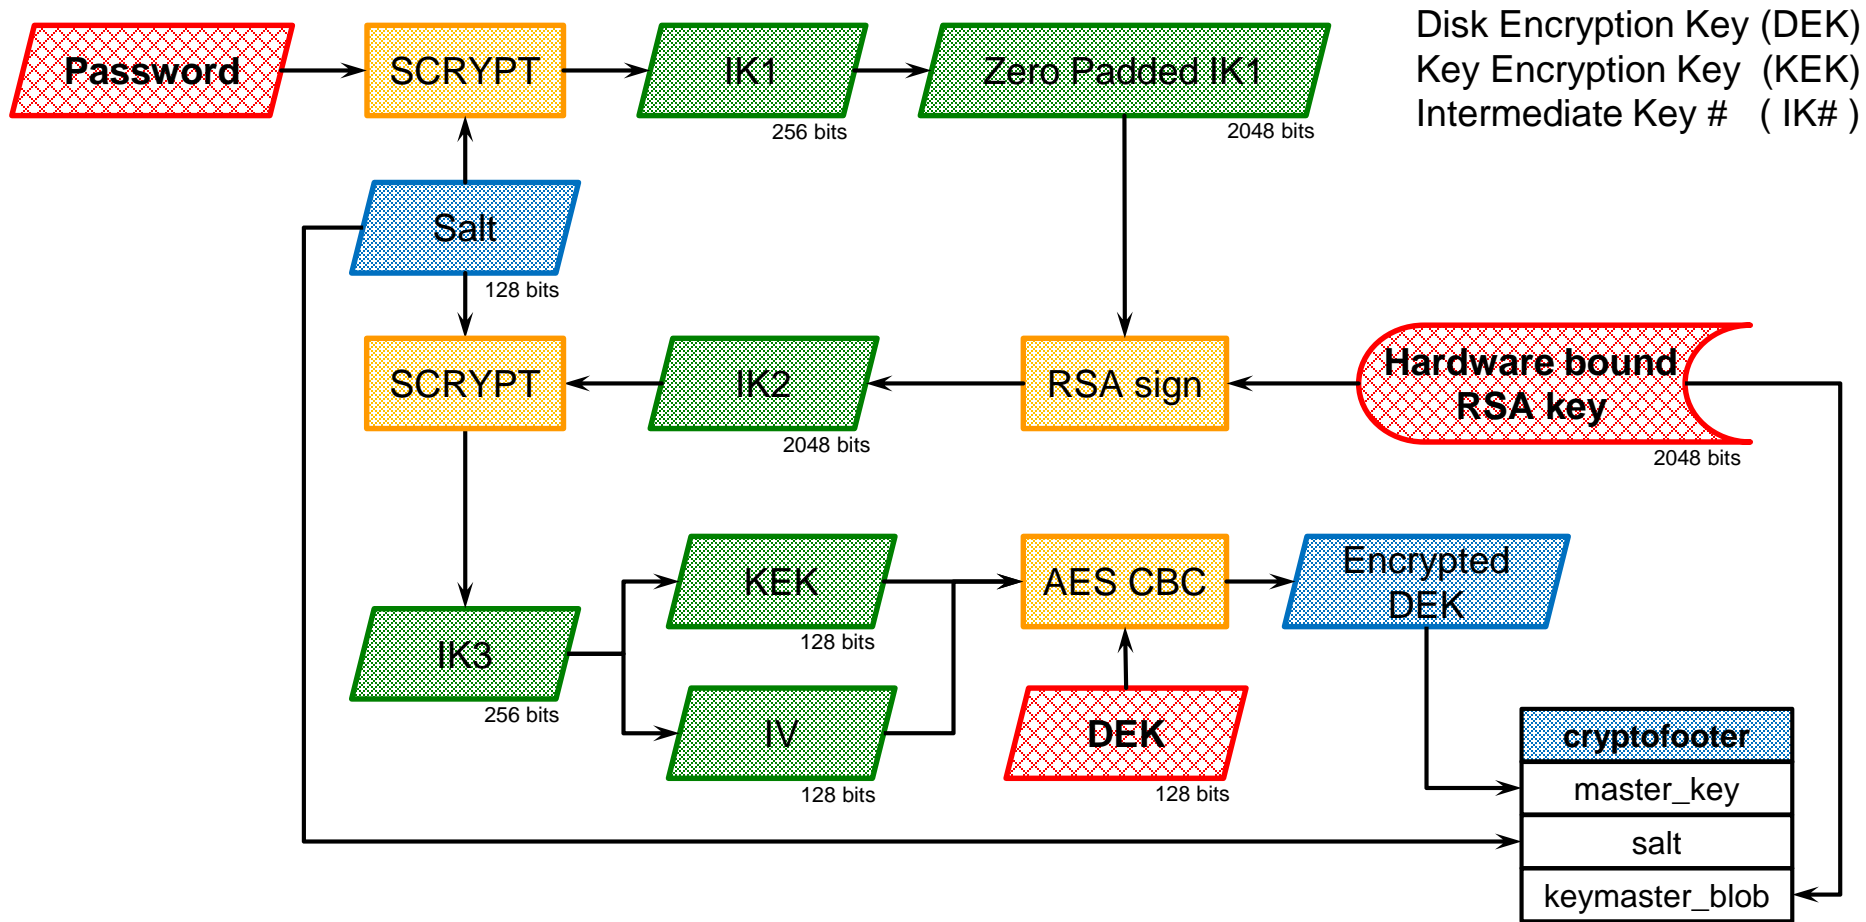 Disk Encryption Key (DEK)
Key Encryption Key (KEK)
Intermediate Key # ( IK# )
Password
SCRYPT
IK1
256 bits
Zero Padded IK1
2048 bits
Salt
128 bits
SCRYPT
IK2
2048 bits
RSA sign
Hardware bound
RSA key
2048 bits
KEK
128 bits
AES CBC
Encrypted
DEK
IK3
256 bits
IV
128 bits
DEK
128 bits
cryptofooter
master_key
salt
keymaster_blob